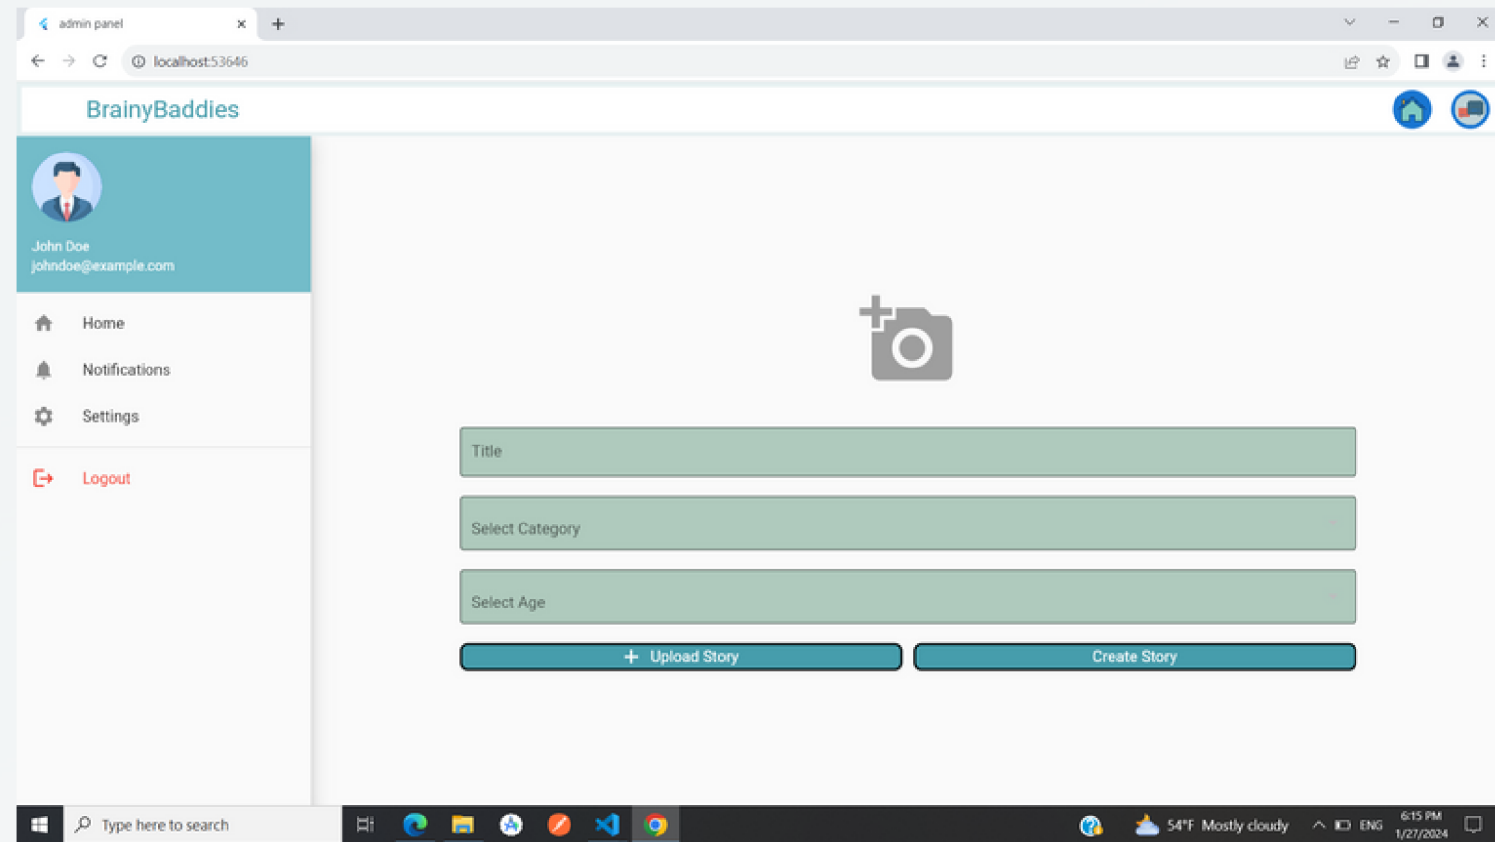 admin panel
localhost:53646
BrainyBaddies
John Doe
johndoe@example.com
Home
Notifications
Settings
Logout
Title
Select Category
Select Age
+ Upload Story
Create Story
Type here to search
54°F Mostly cloudy
ENG
6:15 PM
1/27/2024